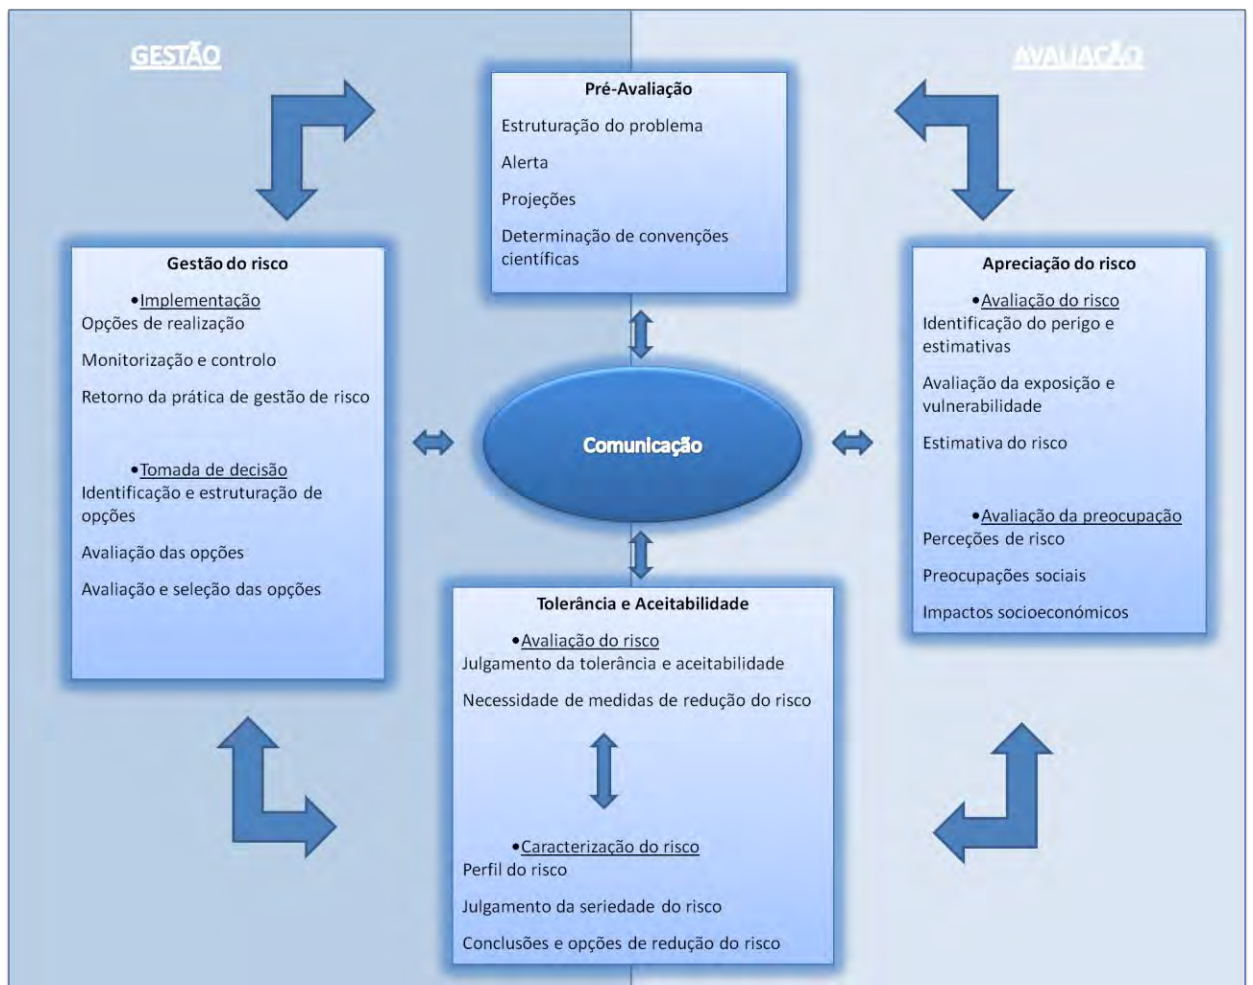 GESTÃO
AVALIAÇÃO
Pré-Avaliação
Estruturação do problema
Alerta
Projeções
Determinação de convenções
científicas
Gestão do risco
•Implementação
Opções de realização
Monitorização e controlo
Retorno da prática de gestão de risco
•Tomada de decisão
Identificação e estruturação de
opções
Avaliação das opções
Avaliação e seleção das opções
Comunicação
Apreciação do risco
•Avaliação do risco
Identificação do perigo e
estimativas
Avaliação da exposição e
vulnerabilidade
Estimativa do risco
•Avaliação da preocupação
Perceções de risco
Preocupações sociais
Impactos socioeconómicos
Tolerância e Aceitabilidade
•Avaliação do risco
Julgamento da tolerância e aceitabilidade
Necessidade de medidas de redução do risco
•Caracterização do risco
Perfil do risco
Julgamento da seriedade do risco
Conclusões e opções de redução do risco